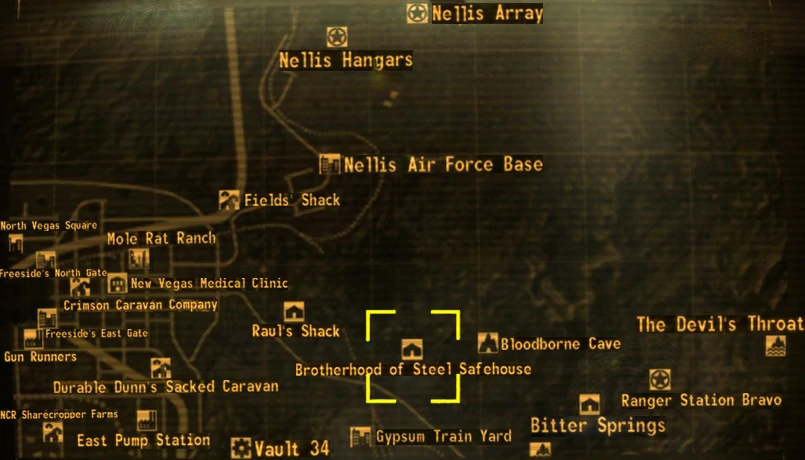 Nellis Array
Nellis Hangars
Nellis Air Force Base
Fields' Shack
North Vegas Square
Mole Rat Ranch
Freeside's North Gate
New Vegas Medical Clinic
Crimson Caravan Company
Raul's Shack
The Devil's Throat
Freeside's East Gate
Bloodborne Cave
Gun Runners
Brotherhood of Steel Safehouse
Durable Dunn's Sacked Caravan
Ranger Station Bravo
NCR Sharecropper Farms
Bitter Springs
East Pump Station
Gypsum Train Yard
Vault 34